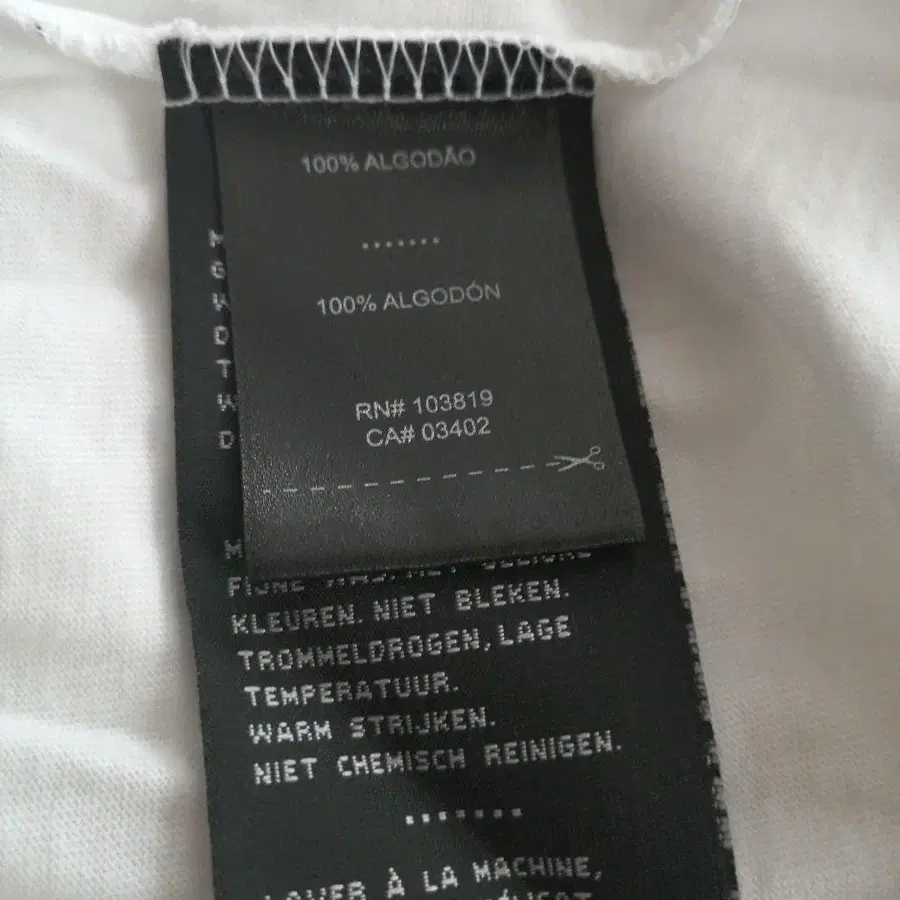 100% ALGODÃO
.......
100% ALGODÓN
RN# 103819
CA# 03402
M
G
D
T
W
D
M
KLEUREN. NIET BLEKEN.
TROMMELDROGEN, LAGE
TEMPERATUUR.
WARM STRIJKEN.
NIET CHEMISCH REINIGEN.
.......
LAVER À LA MACHINE,